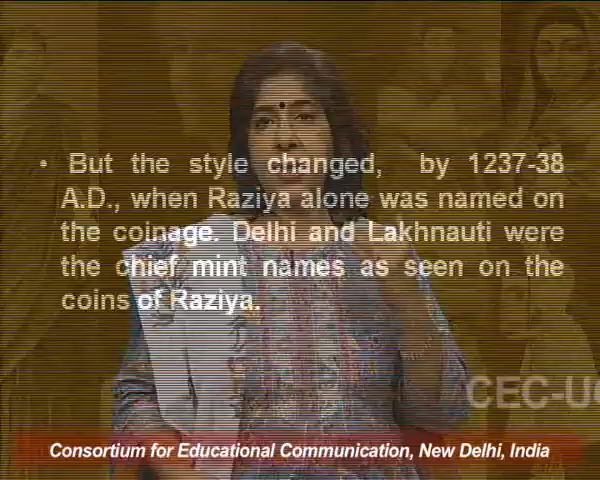 • But the style changed, by 1237-38
A.D., when Raziya alone was named on
the coinage. Delhi and Lakhnauti were
the chief mint names as seen on the
coins of Raziya.
CEC-U
Consortium for Educational Communication, New Delhi, India